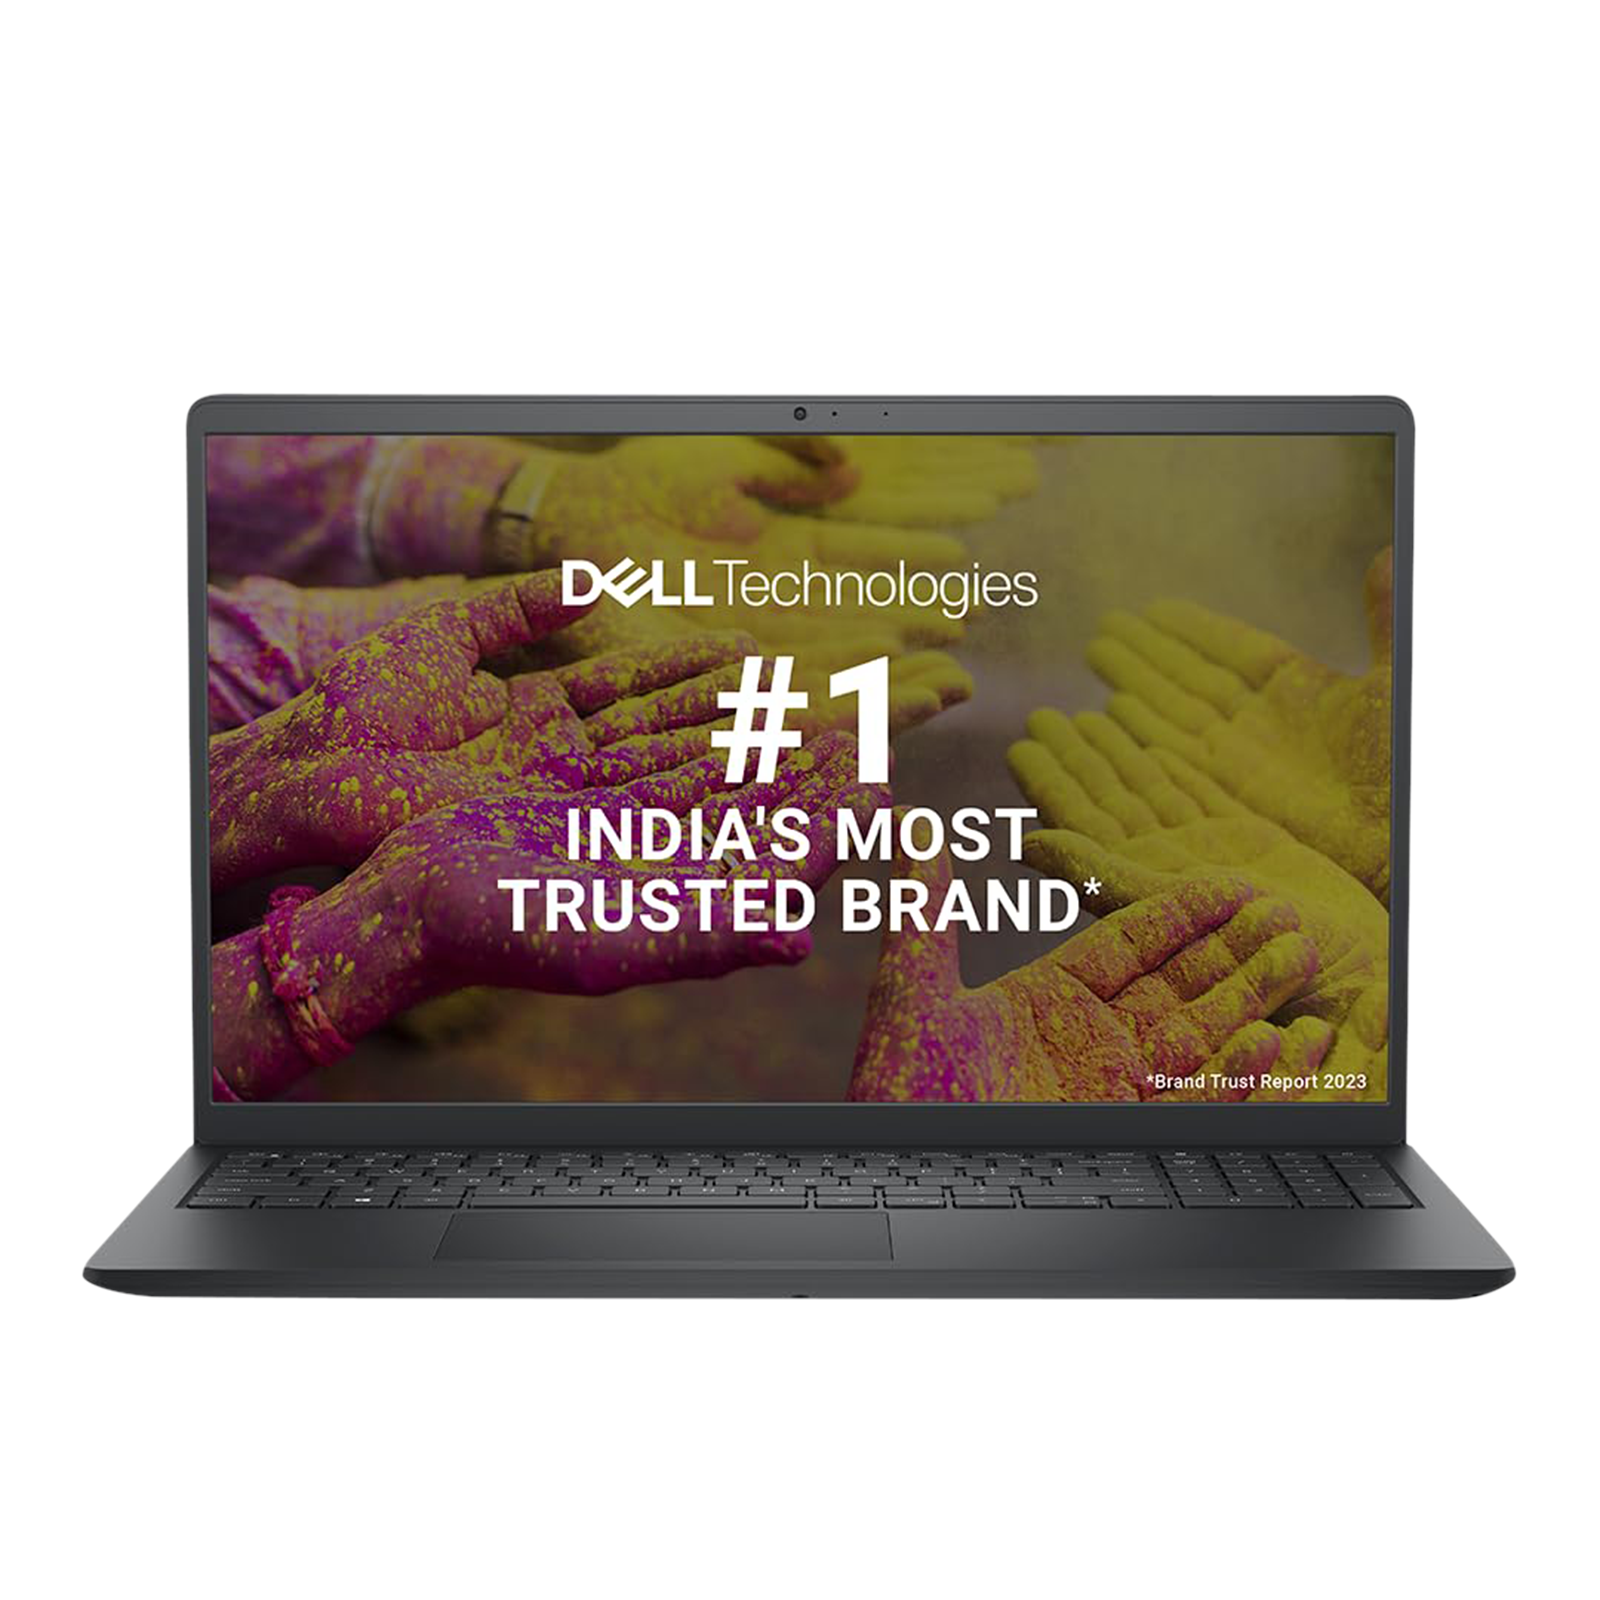 DELL Technologies
#1
INDIA'S MOST
TRUSTED BRAND*
*Brand Trust Report 2023